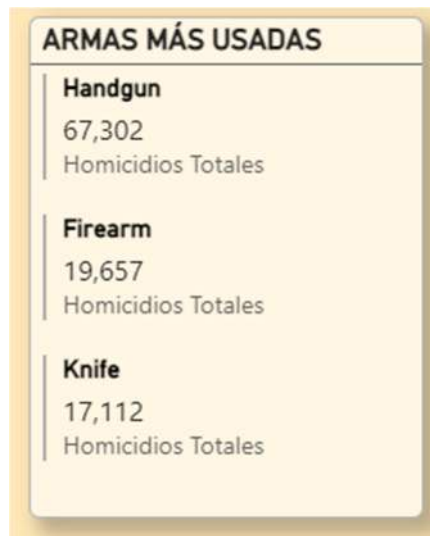 ARMAS MÁS USADAS
Handgun
67,302
Homicidios Totales
Firearm
19,657
Homicidios Totales
Knife
17,112
Homicidios Totales